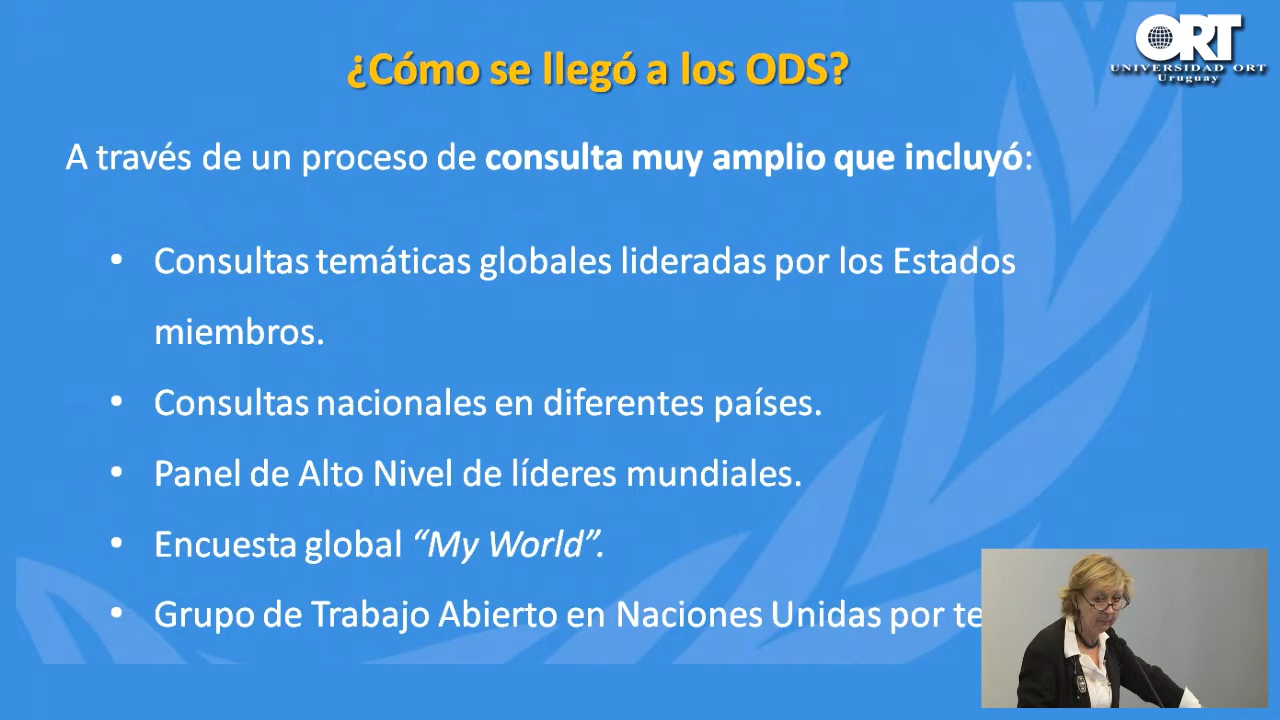 ORT
UNIVERSIDAD ORT
Uruguay
¿Cómo se llegó a los ODS?
A través de un proceso de consulta muy amplio que incluyó:
• Consultas temáticas globales lideradas por los Estados
miembros.
• Consultas nacionales en diferentes países.
• Panel de Alto Nivel de líderes mundiales.
• Encuesta global “My World”.
• Grupo de Trabajo Abierto en Naciones Unidas por